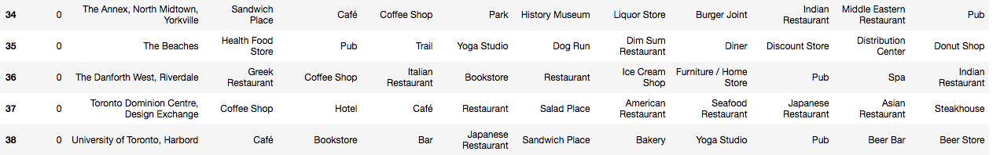 34 0 The Annex, North Midtown, Yorkville Sandwich Place Café Coffee Shop Park History Museum Liquor Store Burger Joint Indian Restaurant Middle Eastern Restaurant Pub
35 0 The Beaches Health Food Store Pub Trail Yoga Studio Dog Run Dim Sum Restaurant Diner Discount Store Distribution Center Donut Shop
36 0 The Danforth West, Riverdale Greek Restaurant Coffee Shop Italian Restaurant Bookstore Restaurant Ice Cream Shop Furniture / Home Store Pub Spa Indian Restaurant
37 0 Toronto Dominion Centre, Design Exchange Coffee Shop Hotel Café Restaurant Salad Place American Restaurant Seafood Restaurant Japanese Restaurant Asian Restaurant Steakhouse
38 0 University of Toronto, Harbord Café Bookstore Bar Japanese Restaurant Sandwich Place Bakery Yoga Studio Pub Beer Bar Beer Store